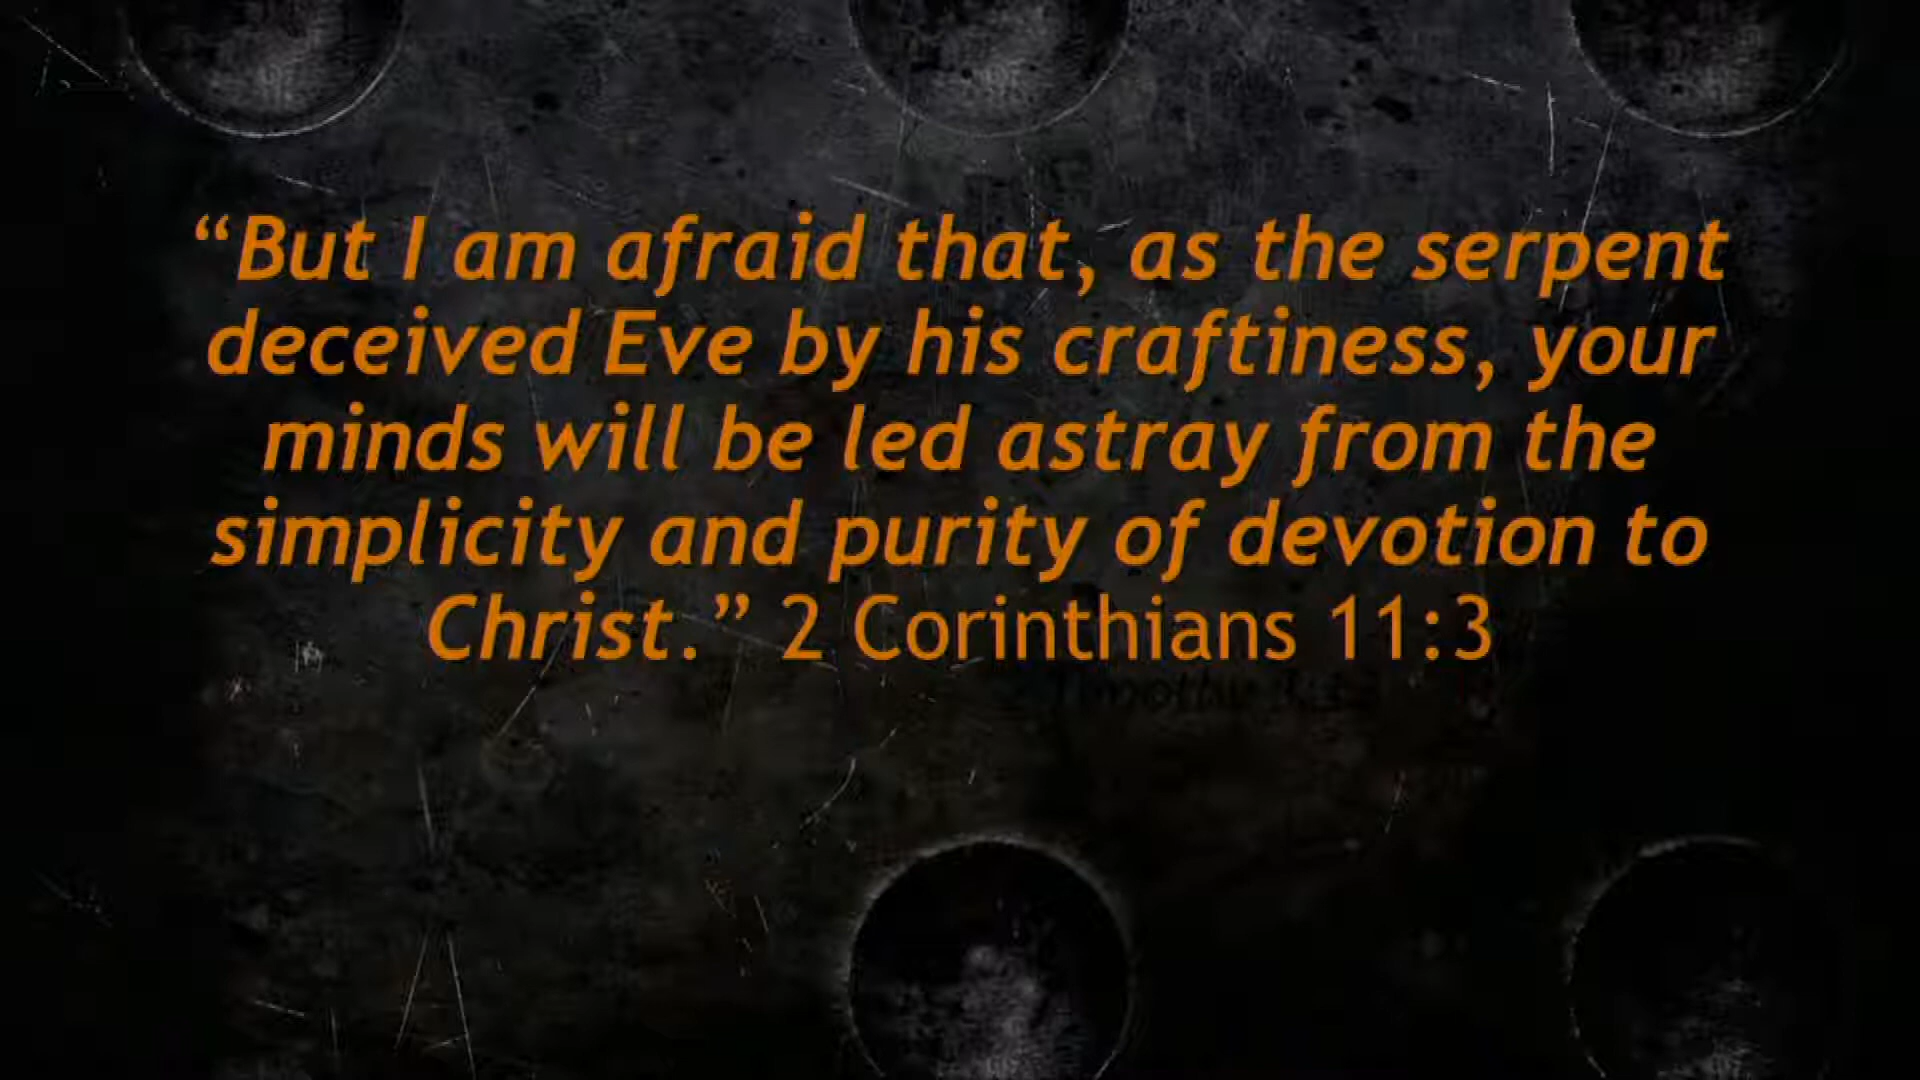 “But I am afraid that, as the serpent
deceived Eve by his craftiness, your
minds will be led astray from the
simplicity and purity of devotion to
Christ.” 2 Corinthians 11:3
Timothy